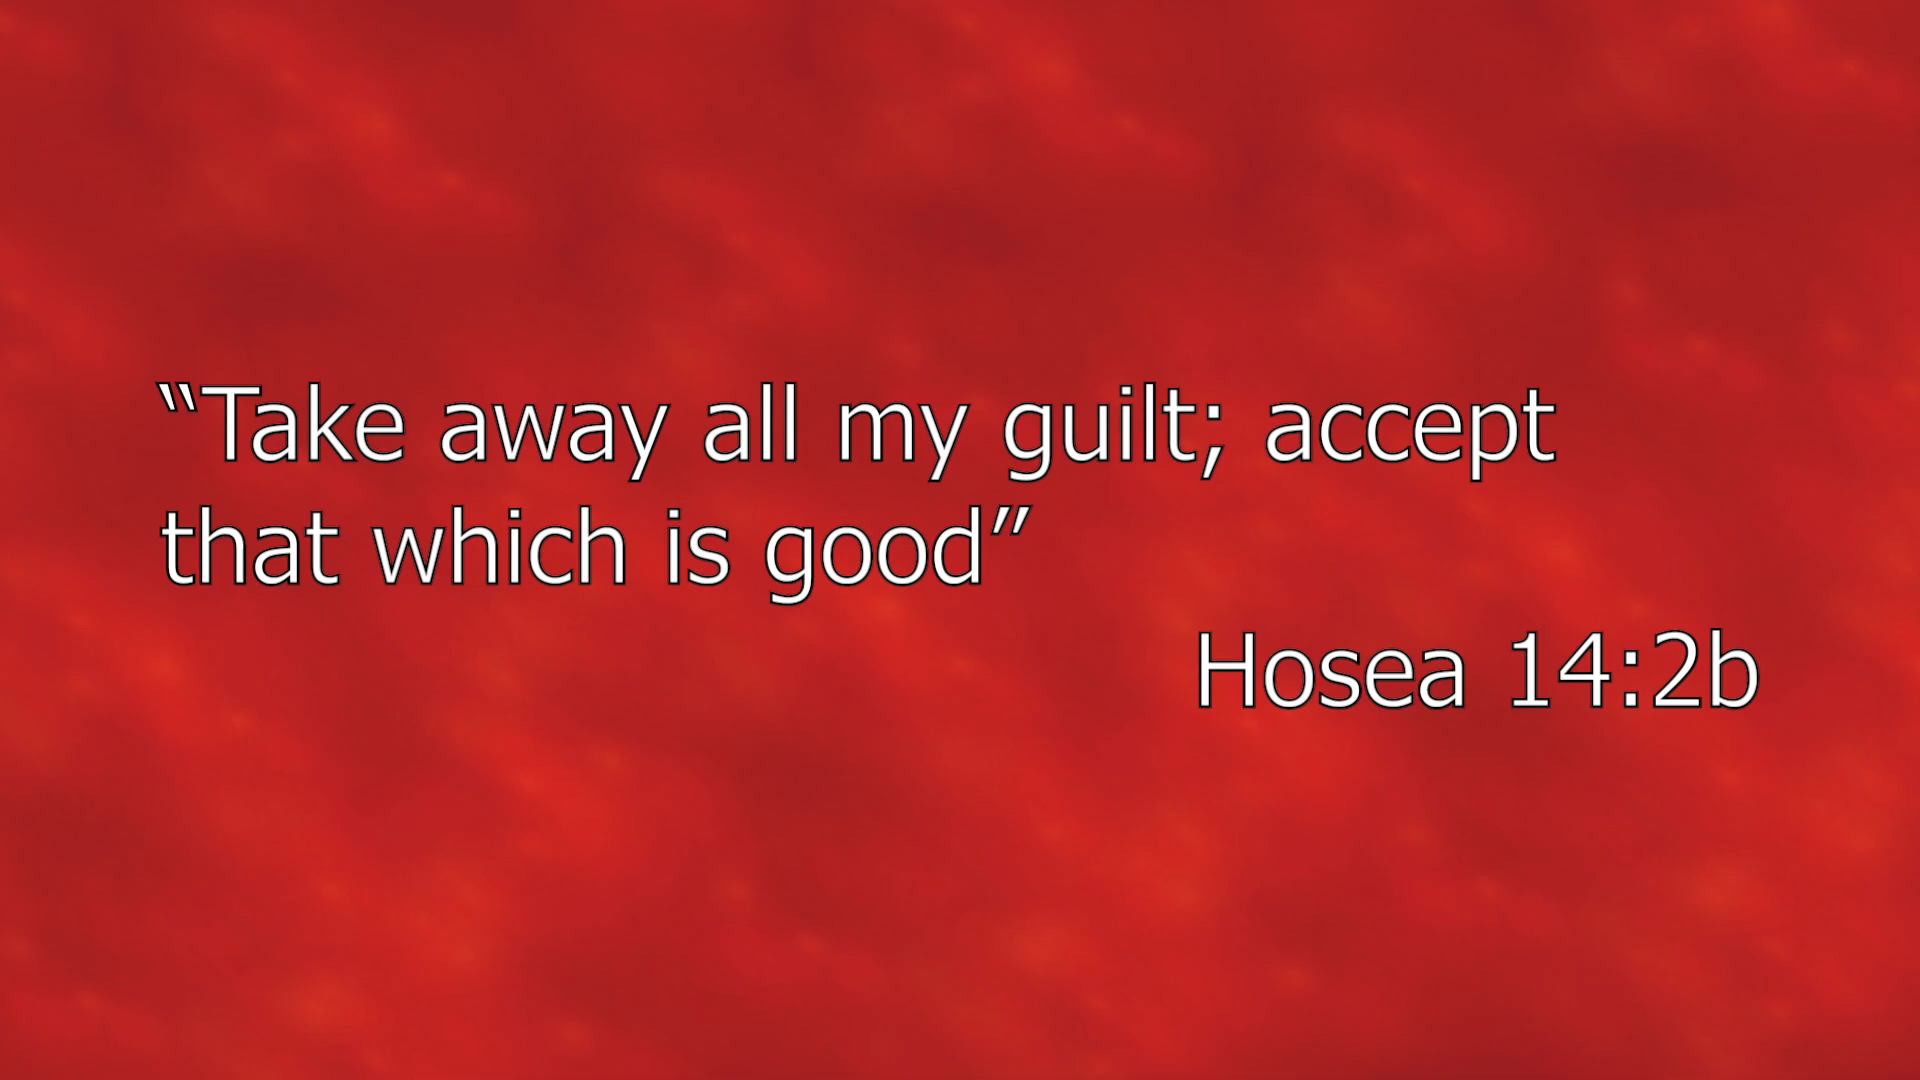 “Take away all my guilt; accept
that which is good”
Hosea 14:2b